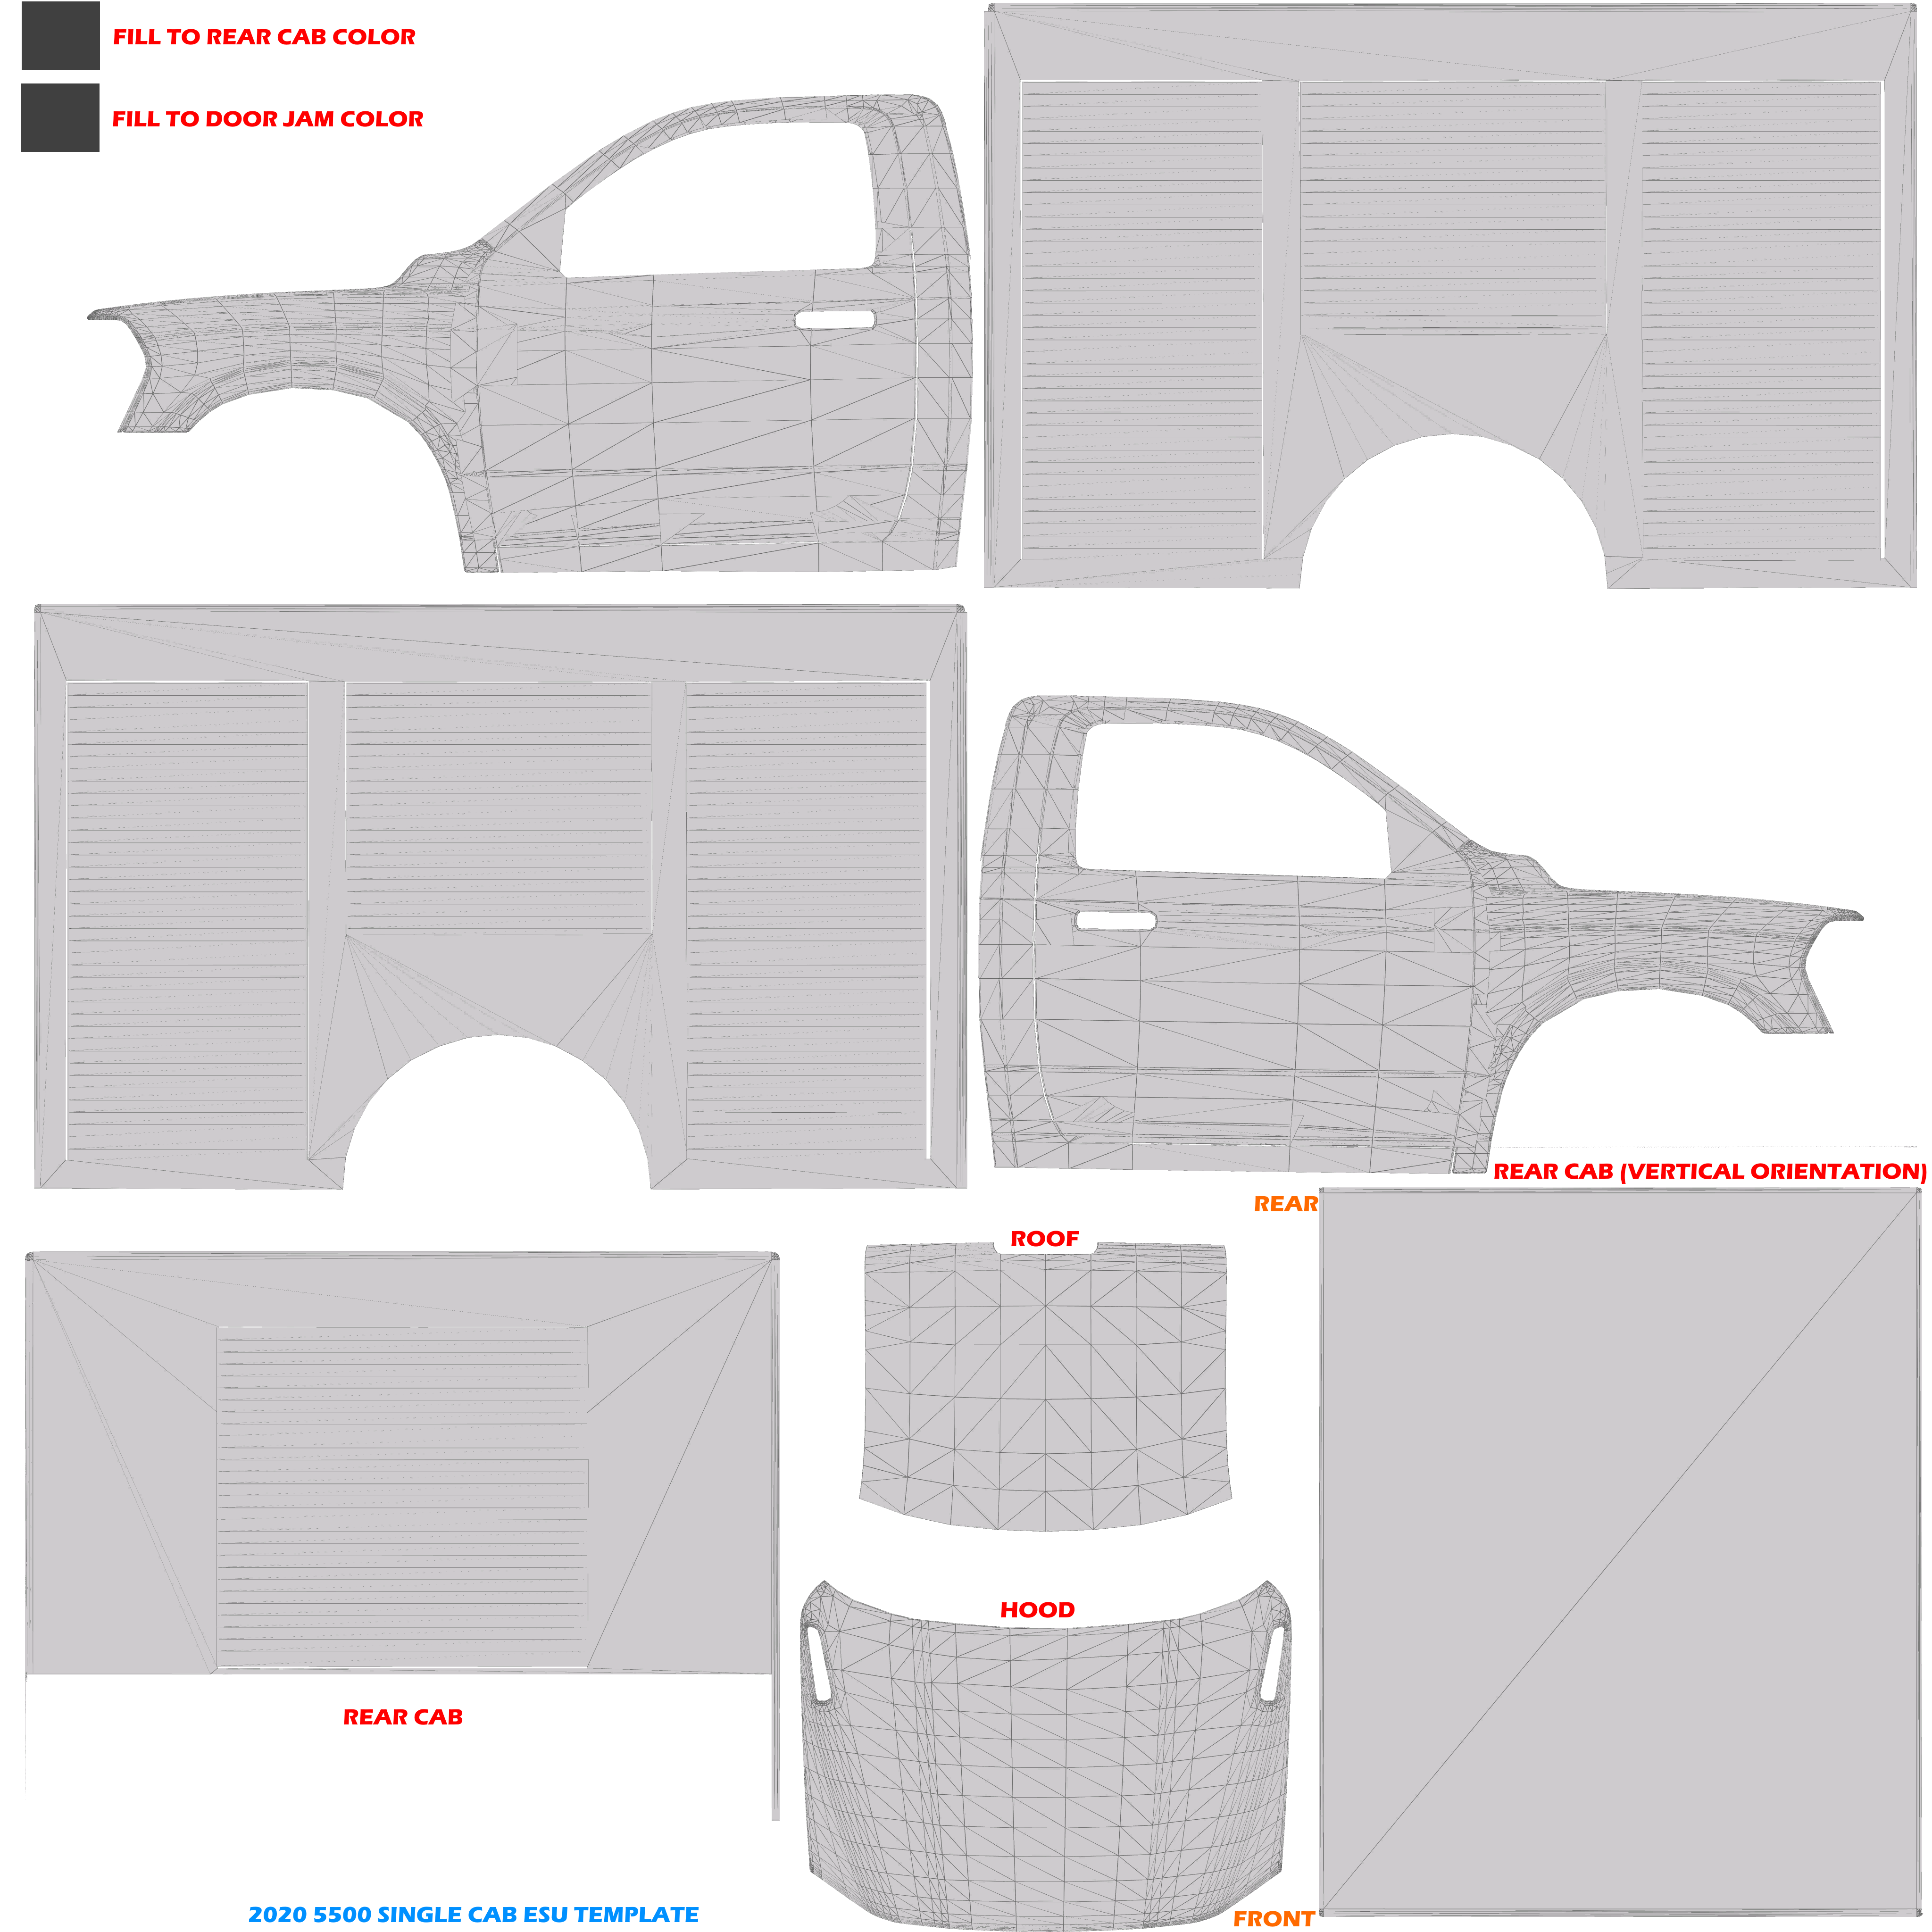 FILL TO REAR CAB COLOR
FILL TO DOOR JAM COLOR
REAR CAB (VERTICAL ORIENTATION)
REAR
ROOF
HOOD
REAR CAB
2020 5500 SINGLE CAB ESU TEMPLATE
FRONT